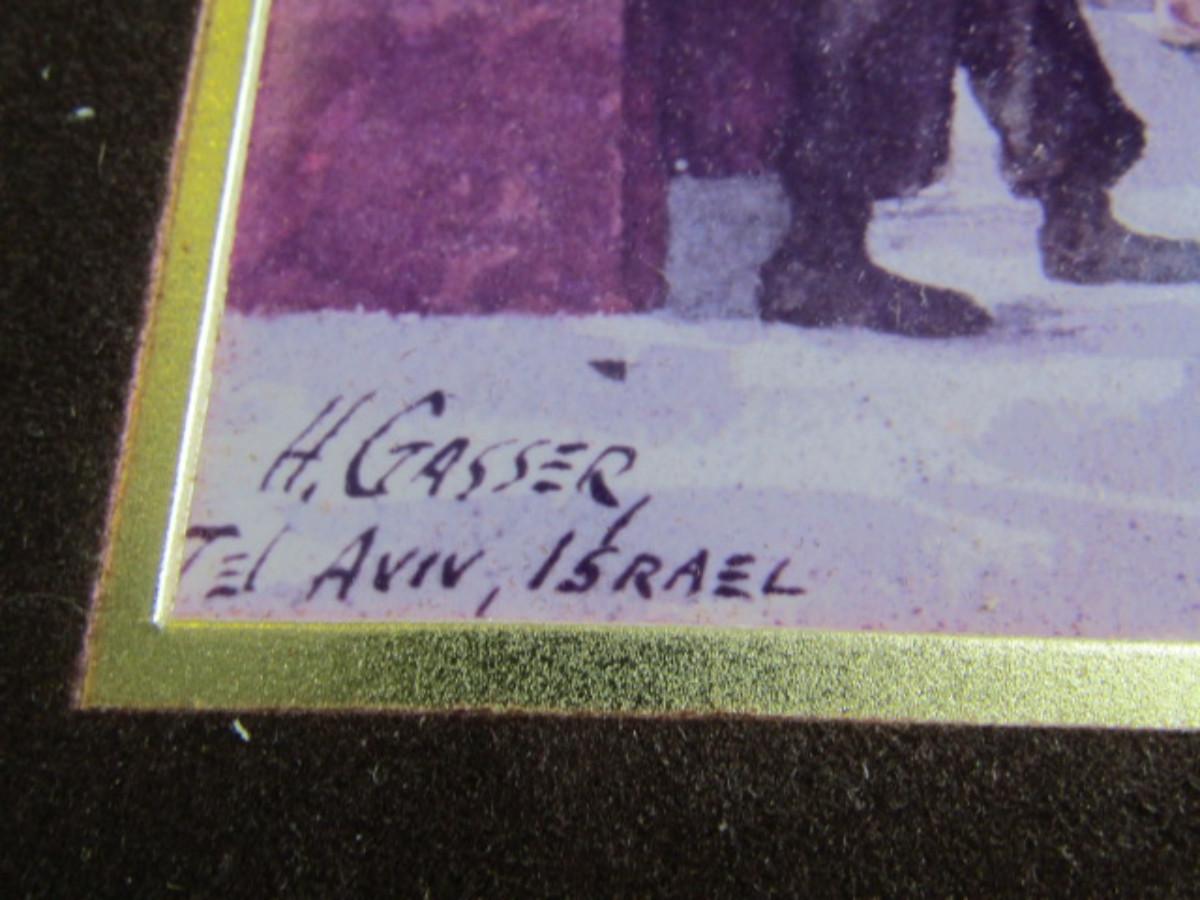 H. GASSER,
TEl AVIV, ISRAEL